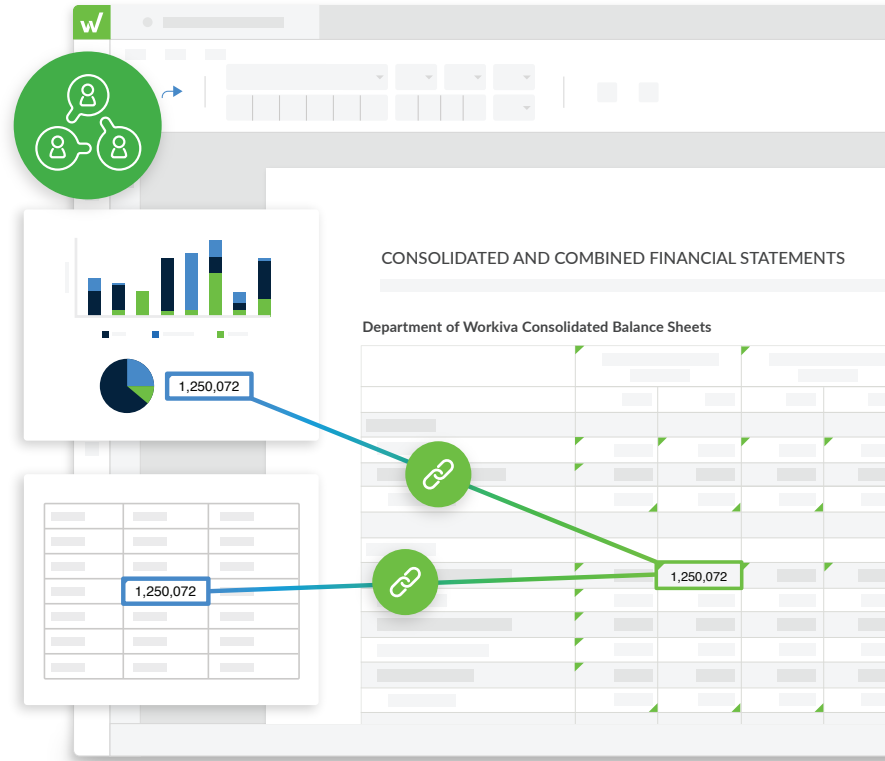 w
CONSOLIDATED AND COMBINED FINANCIAL STATEMENTS
Department of Workiva Consolidated Balance Sheets
1,250,072
1,250,072
1,250,072